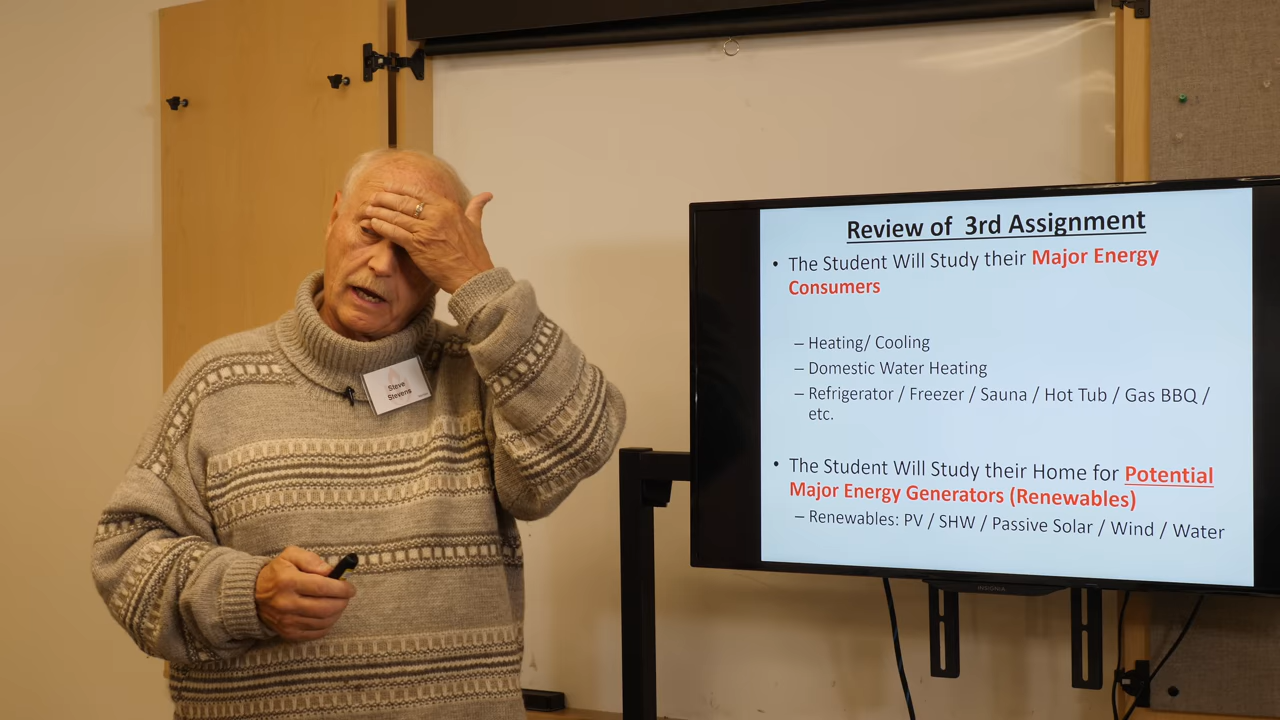 Steve
Stevens
Review of 3rd Assignment
• The Student Will Study their Major Energy
Consumers
– Heating/ Cooling
– Domestic Water Heating
– Refrigerator / Freezer / Sauna / Hot Tub / Gas BBQ /
etc.
• The Student Will Study their Home for Potential
Major Energy Generators (Renewables)
– Renewables: PV / SHW / Passive Solar / Wind / Water
INSIGNIA